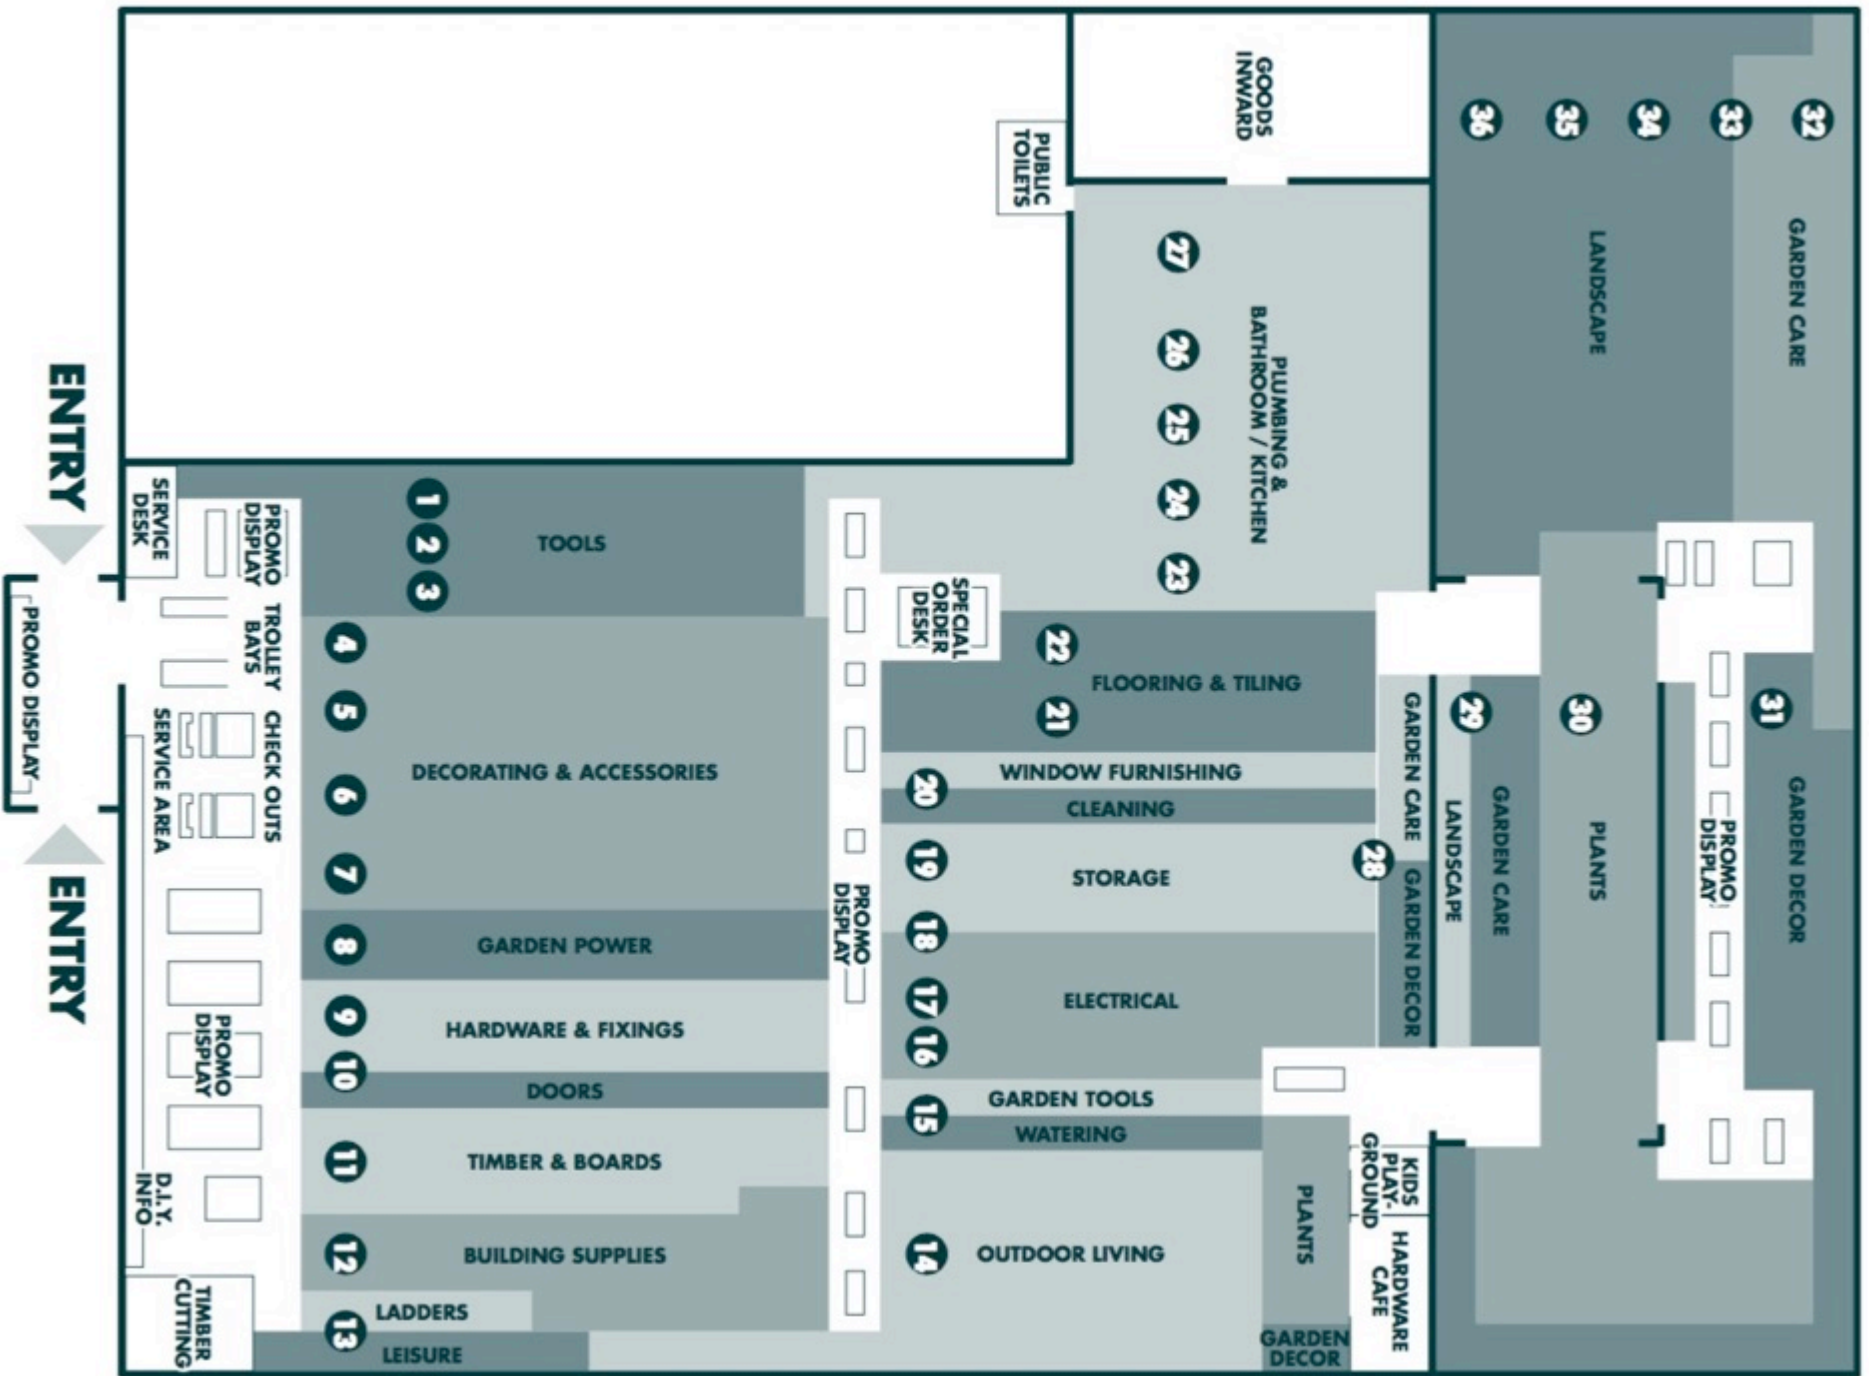 GOODS
INWARD
PUBLIC
TOILETS
36
35
34
33
32
LANDSCAPE
GARDEN CARE
27
26
25
24
23
PLUMBING &
BATHROOM / KITCHEN
ENTRY
SERVICE
DESK
PROMO
DISPLAY
TROLLEY
BAYS
CHECK OUTS
SERVICE AREA
PROMO DISPLAY
ENTRY
PROMO
DISPLAY
D.I.Y.
INFO
TIMBER
CUTTING
1
2
3
TOOLS
4
5
6
7
DECORATING & ACCESSORIES
8
GARDEN POWER
9
HARDWARE & FIXINGS
10
DOORS
11
TIMBER & BOARDS
12
BUILDING SUPPLIES
LADDERS
13
LEISURE
PROMO
DISPLAY
SPECIAL
ORDER
DESK
22
21
FLOORING & TILING
WINDOW FURNISHING
20
CLEANING
19
STORAGE
18
17
ELECTRICAL
16
GARDEN TOOLS
15
WATERING
14
OUTDOOR LIVING
GARDEN CARE
28
GARDEN DECOR
29
LANDSCAPE
GARDEN CARE
30
PLANTS
PROMO
DISPLAY
31
GARDEN DECOR
KIDS
PLAY-
GROUND
HARDWARE
CAFE
PLANTS
GARDEN
DECOR